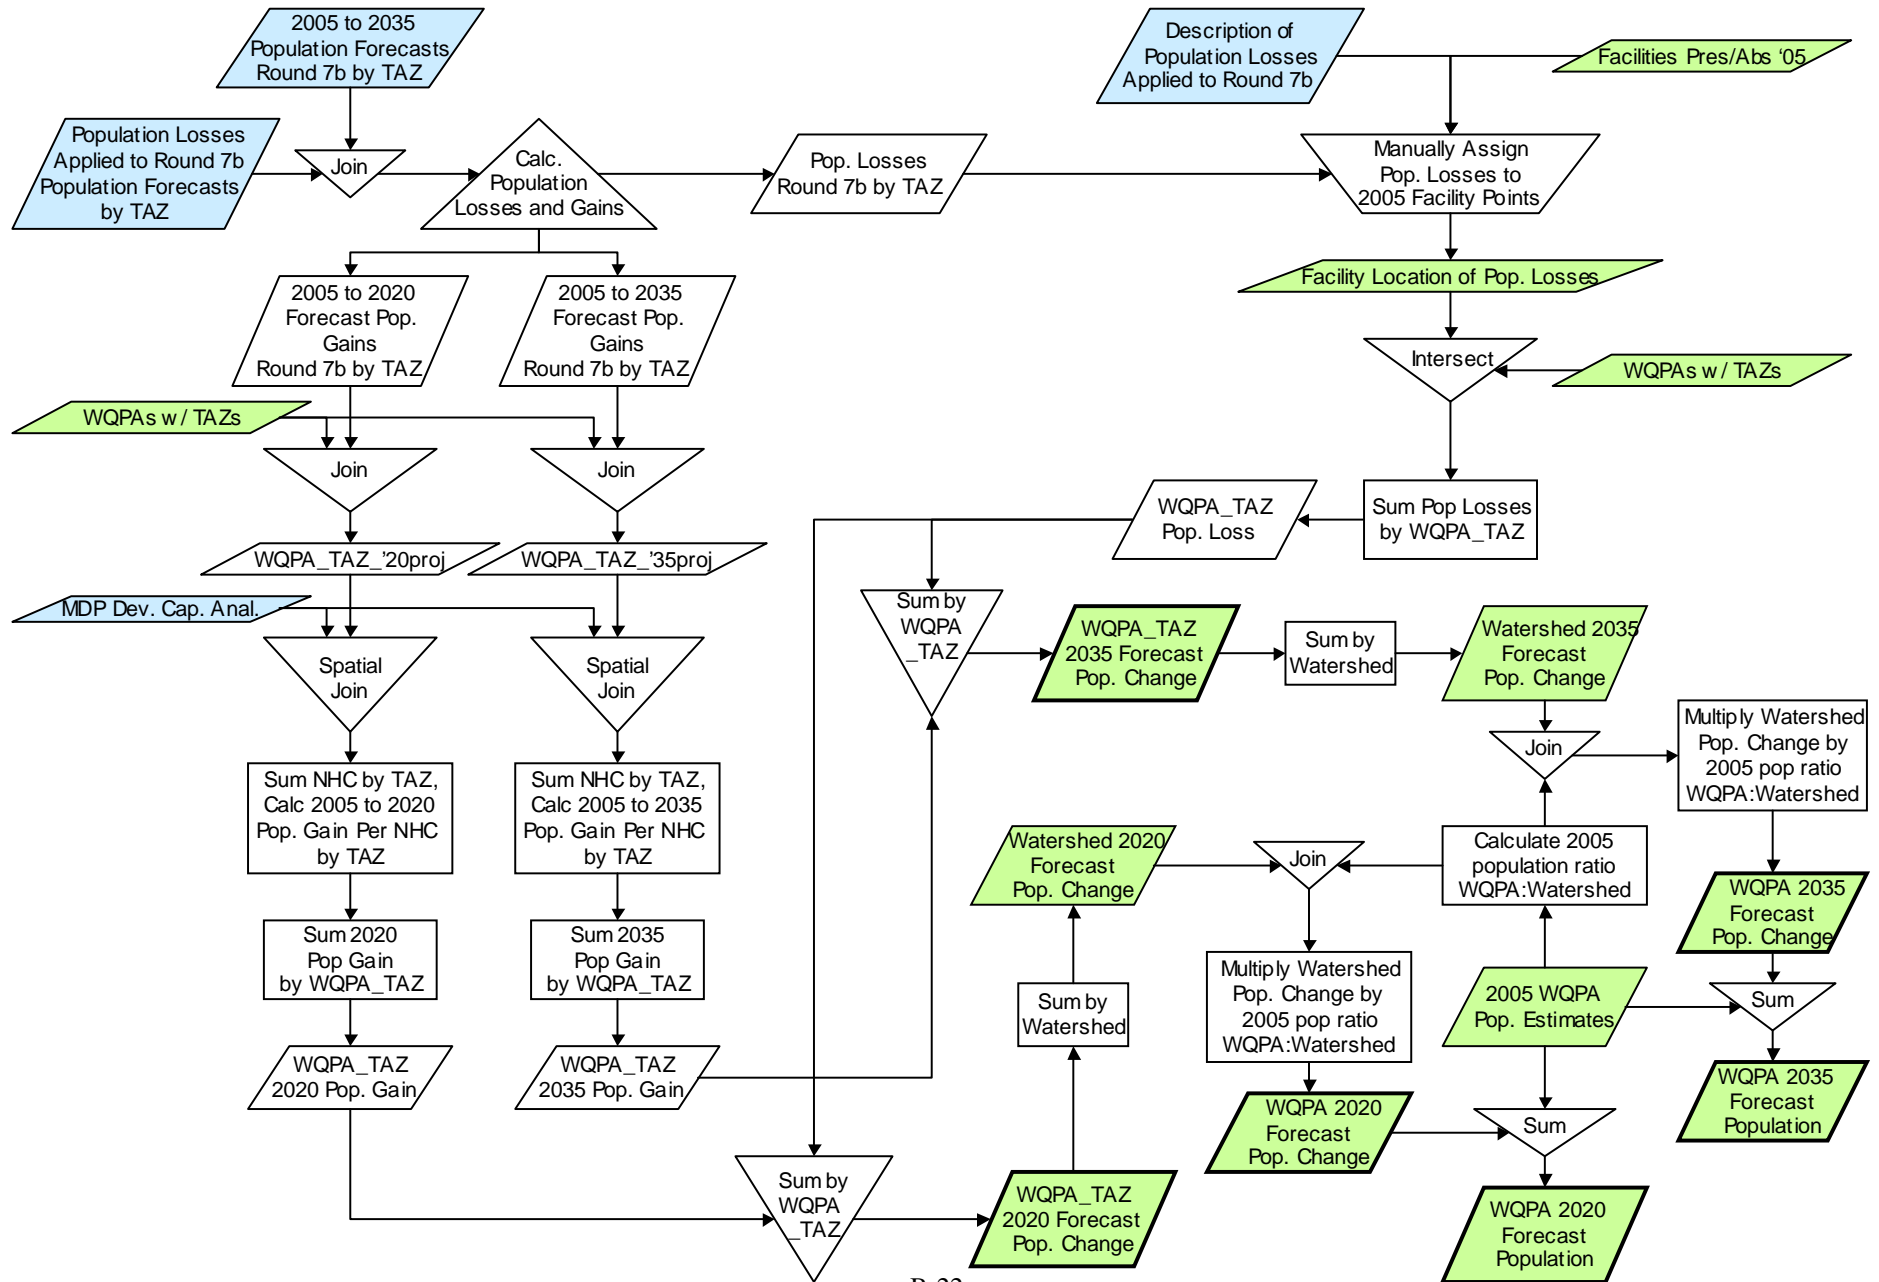 2005 to 2035
Population Forecasts
Round 7b by TAZ
Description of
Population Losses
Applied to Round 7b
Facilities Pres/Abs '05
Population Losses
Applied to Round 7b
Population Forecasts
by TAZ
Join
Calc.
Population
Losses and Gains
Pop. Losses
Round 7b by TAZ
Manually Assign
Pop. Losses to
2005 Facility Points
Facility Location of Pop. Losses
2005 to 2020
Forecast Pop.
Gains
Round 7b by TAZ
2005 to 2035
Forecast Pop.
Gains
Round 7b by TAZ
Intersect
WQPAs w/ TAZs
WQPAs w/ TAZs
Join
Join
WQPA_TAZ
Pop. Loss
Sum Pop Losses
by WQPA_TAZ
WQPA_TAZ_'20proj
WQPA_TAZ_'35proj
MDP Dev. Cap. Anal.
Spatial
Join
Spatial
Join
Sum by
WQPA
_TAZ
WQPA_TAZ
2035 Forecast
Pop. Change
Sum by
Watershed
Watershed 2035
Forecast
Pop. Change
Join
Multiply Watershed
Pop. Change by
2005 pop ratio
WQPA:Watershed
Sum NHC by TAZ,
Calc 2005 to 2020
Pop. Gain Per NHC
by TAZ
Sum NHC by TAZ,
Calc 2005 to 2035
Pop. Gain Per NHC
by TAZ
Watershed 2020
Forecast
Pop. Change
Join
Calculate 2005
population ratio
WQPA:Watershed
WQPA 2035
Forecast
Pop. Change
Sum 2020
Pop Gain
by WQPA_TAZ
Sum 2035
Pop Gain
by WQPA_TAZ
Sum by
Watershed
Multiply Watershed
Pop. Change by
2005 pop ratio
WQPA:Watershed
2005 WQPA
Pop. Estimates
Sum
WQPA_TAZ
2020 Pop. Gain
WQPA_TAZ
2035 Pop. Gain
WQPA 2020
Forecast
Pop. Change
Sum
WQPA 2035
Forecast
Population
Sum by
WQPA
_TAZ
WQPA_TAZ
2020 Forecast
Pop. Change
WQPA 2020
Forecast
Population